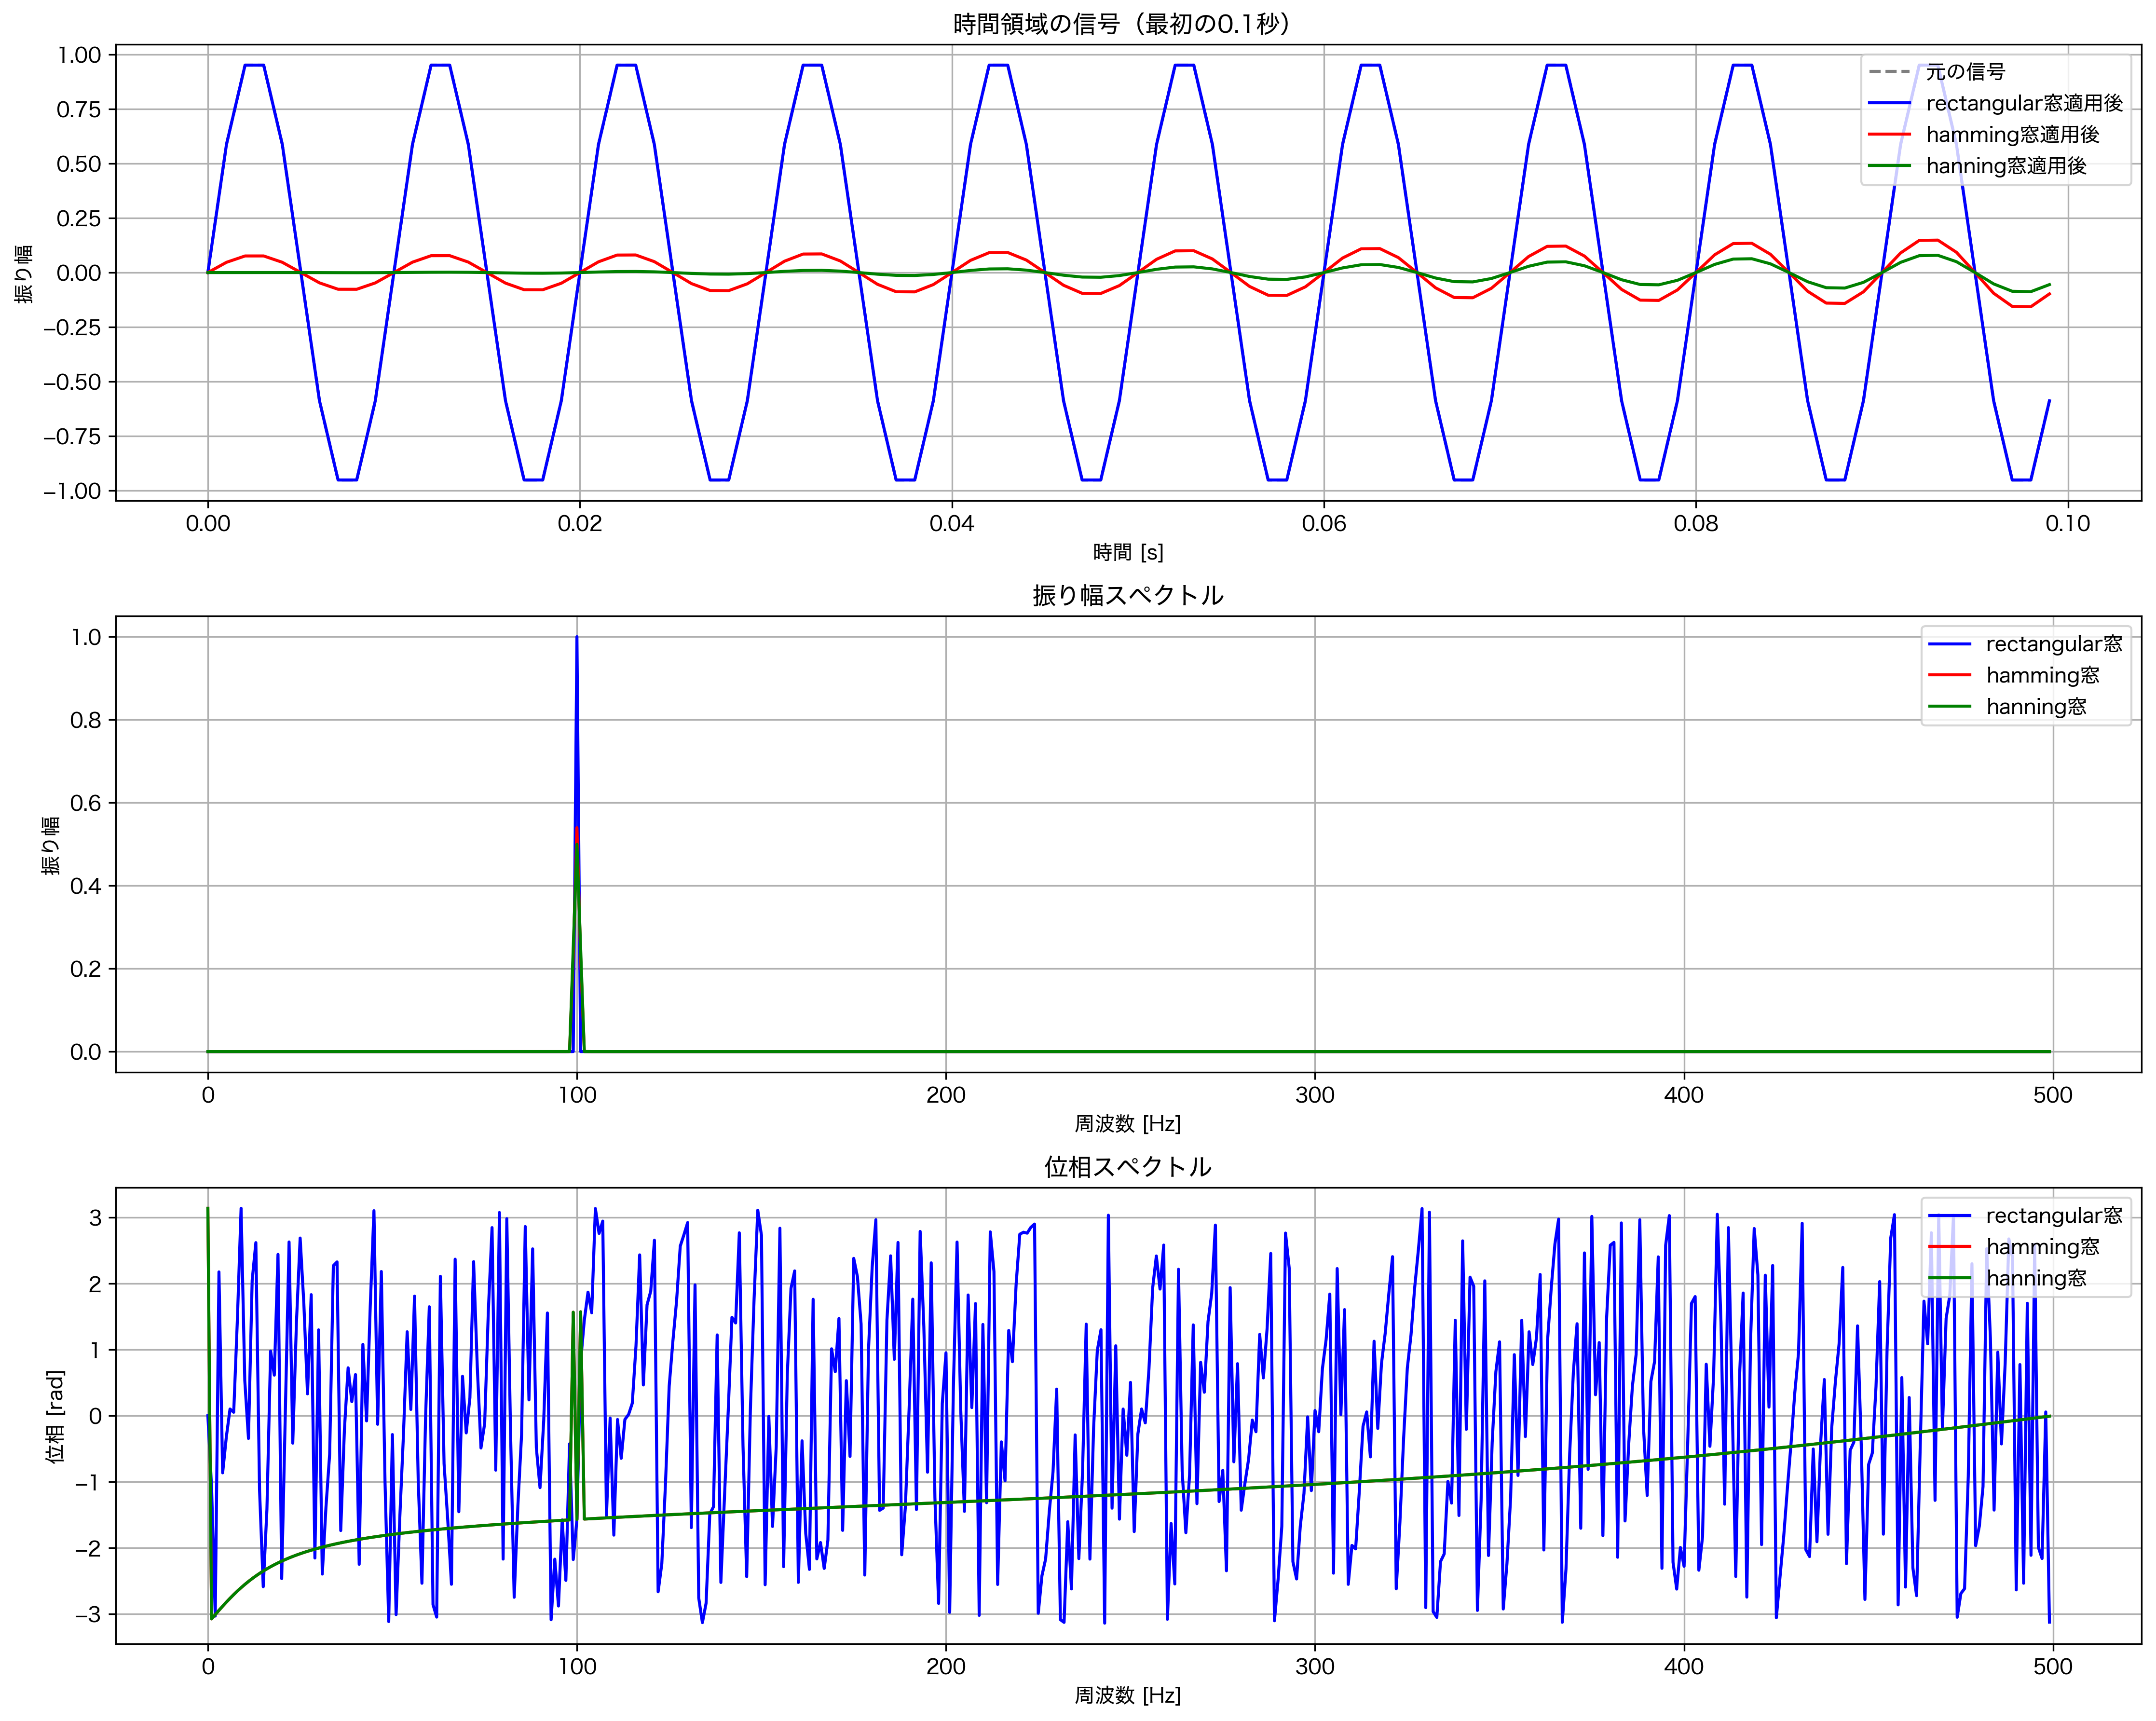 時間領域の信号（最初の0.1秒）
1.00
0.75
0.50
0.25
0.00
−0.25
−0.50
−0.75
−1.00
振り幅
元の信号
rectangular窓適用後
hamming窓適用後
hanning窓適用後
0.00 0.02 0.04 0.06 0.08 0.10
時間 [s]
振り幅スペクトル
1.0
0.8
0.6
0.4
0.2
0.0
振り幅
rectangular窓
hamming窓
hanning窓
0 100 200 300 400 500
周波数 [Hz]
位相スペクトル
3
2
1
0
−1
−2
−3
位相 [rad]
rectangular窓
hamming窓
hanning窓
0 100 200 300 400 500
周波数 [Hz]